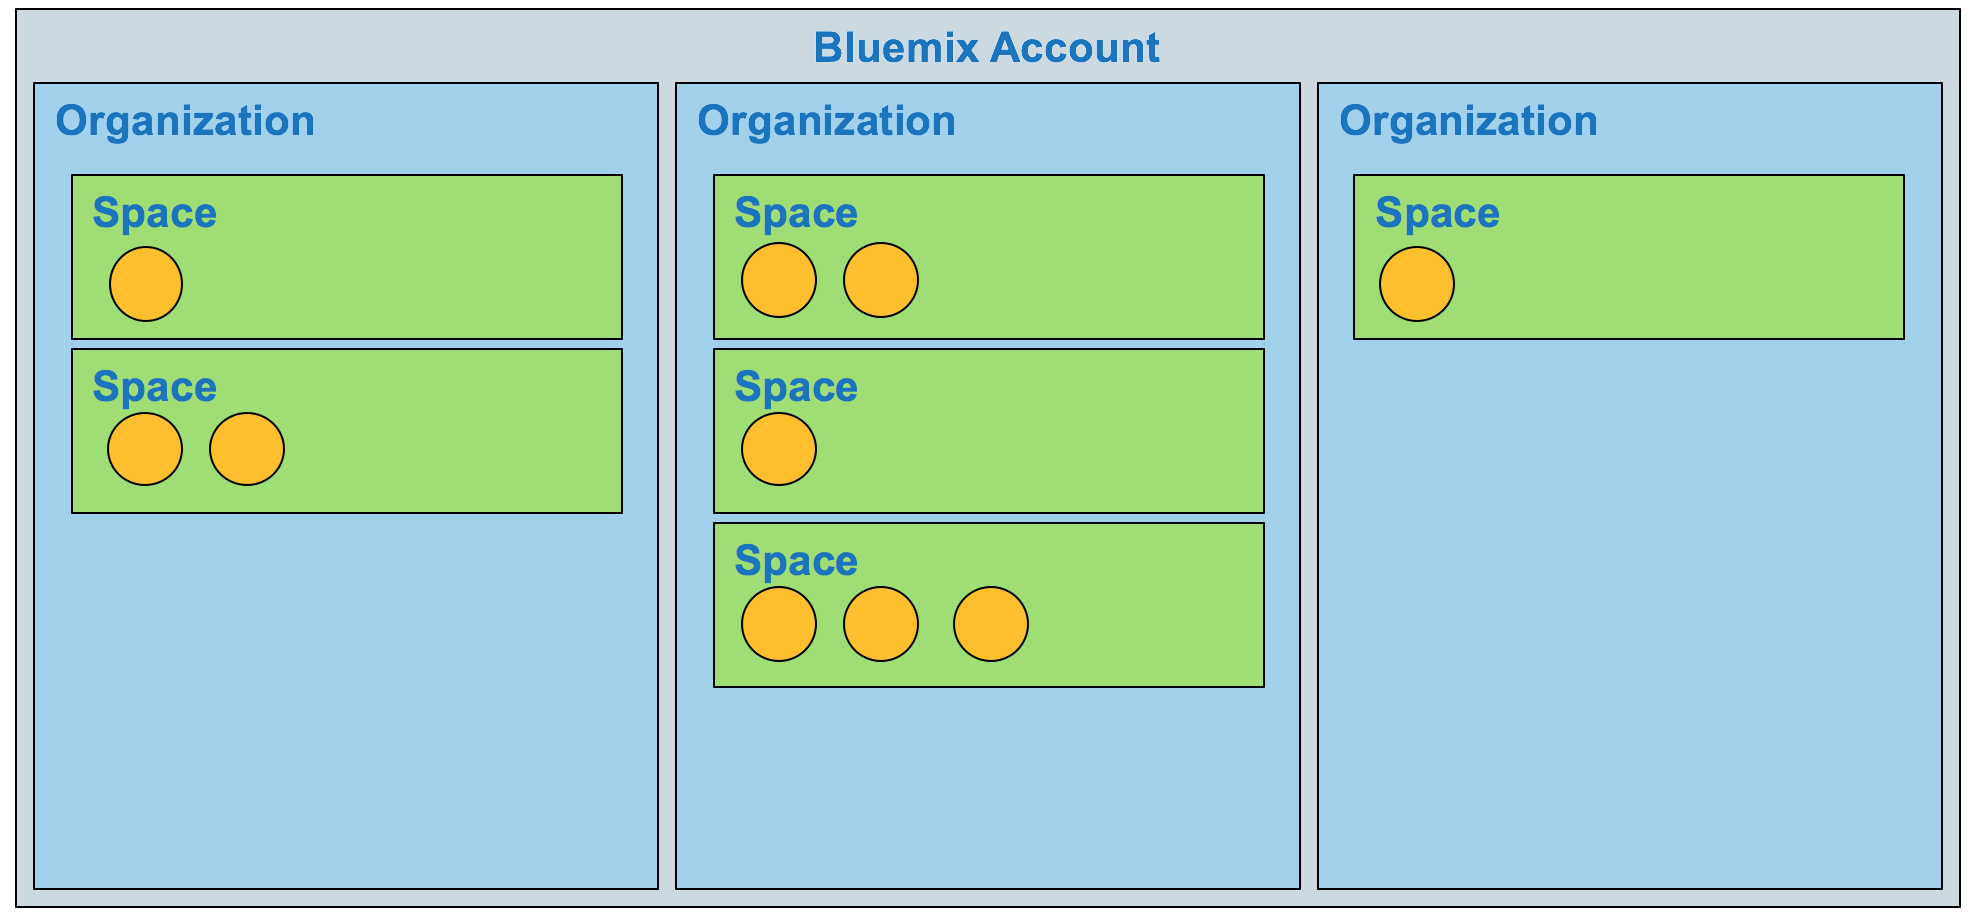 Bluemix Account
Organization
Space
Space
Organization
Space
Space
Space
Organization
Space